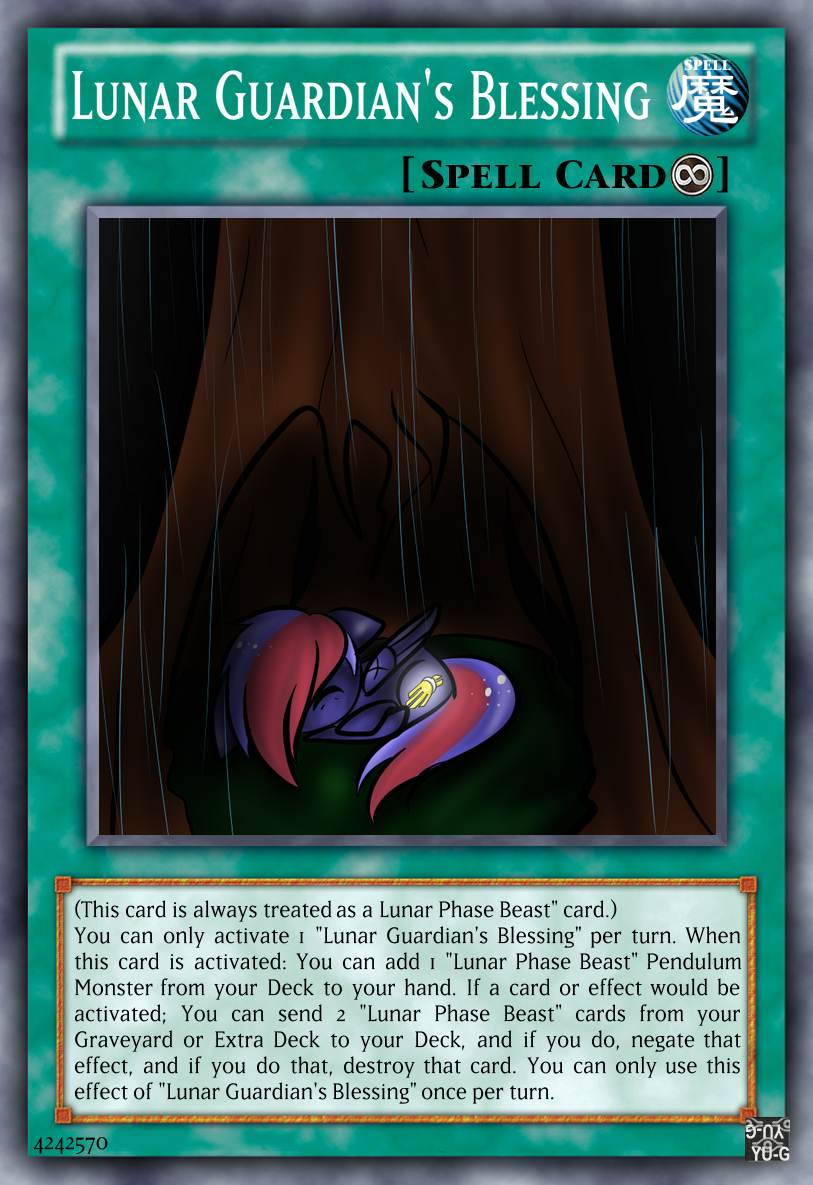 Lunar Guardian's Blessing
SPELL
魔
[Spell Card∞]
(This card is always treated as a Lunar Phase Beast" card.)
You can only activate 1 "Lunar Guardian's Blessing" per turn. When
this card is activated: You can add 1 "Lunar Phase Beast" Pendulum
Monster from your Deck to your hand. If a card or effect would be
activated; You can send 2 "Lunar Phase Beast" cards from your
Graveyard or Extra Deck to your Deck, and if you do, negate that
effect, and if you do that, destroy that card. You can only use this
effect of "Lunar Guardian's Blessing" once per turn.
4242570
YU-G
YU-G